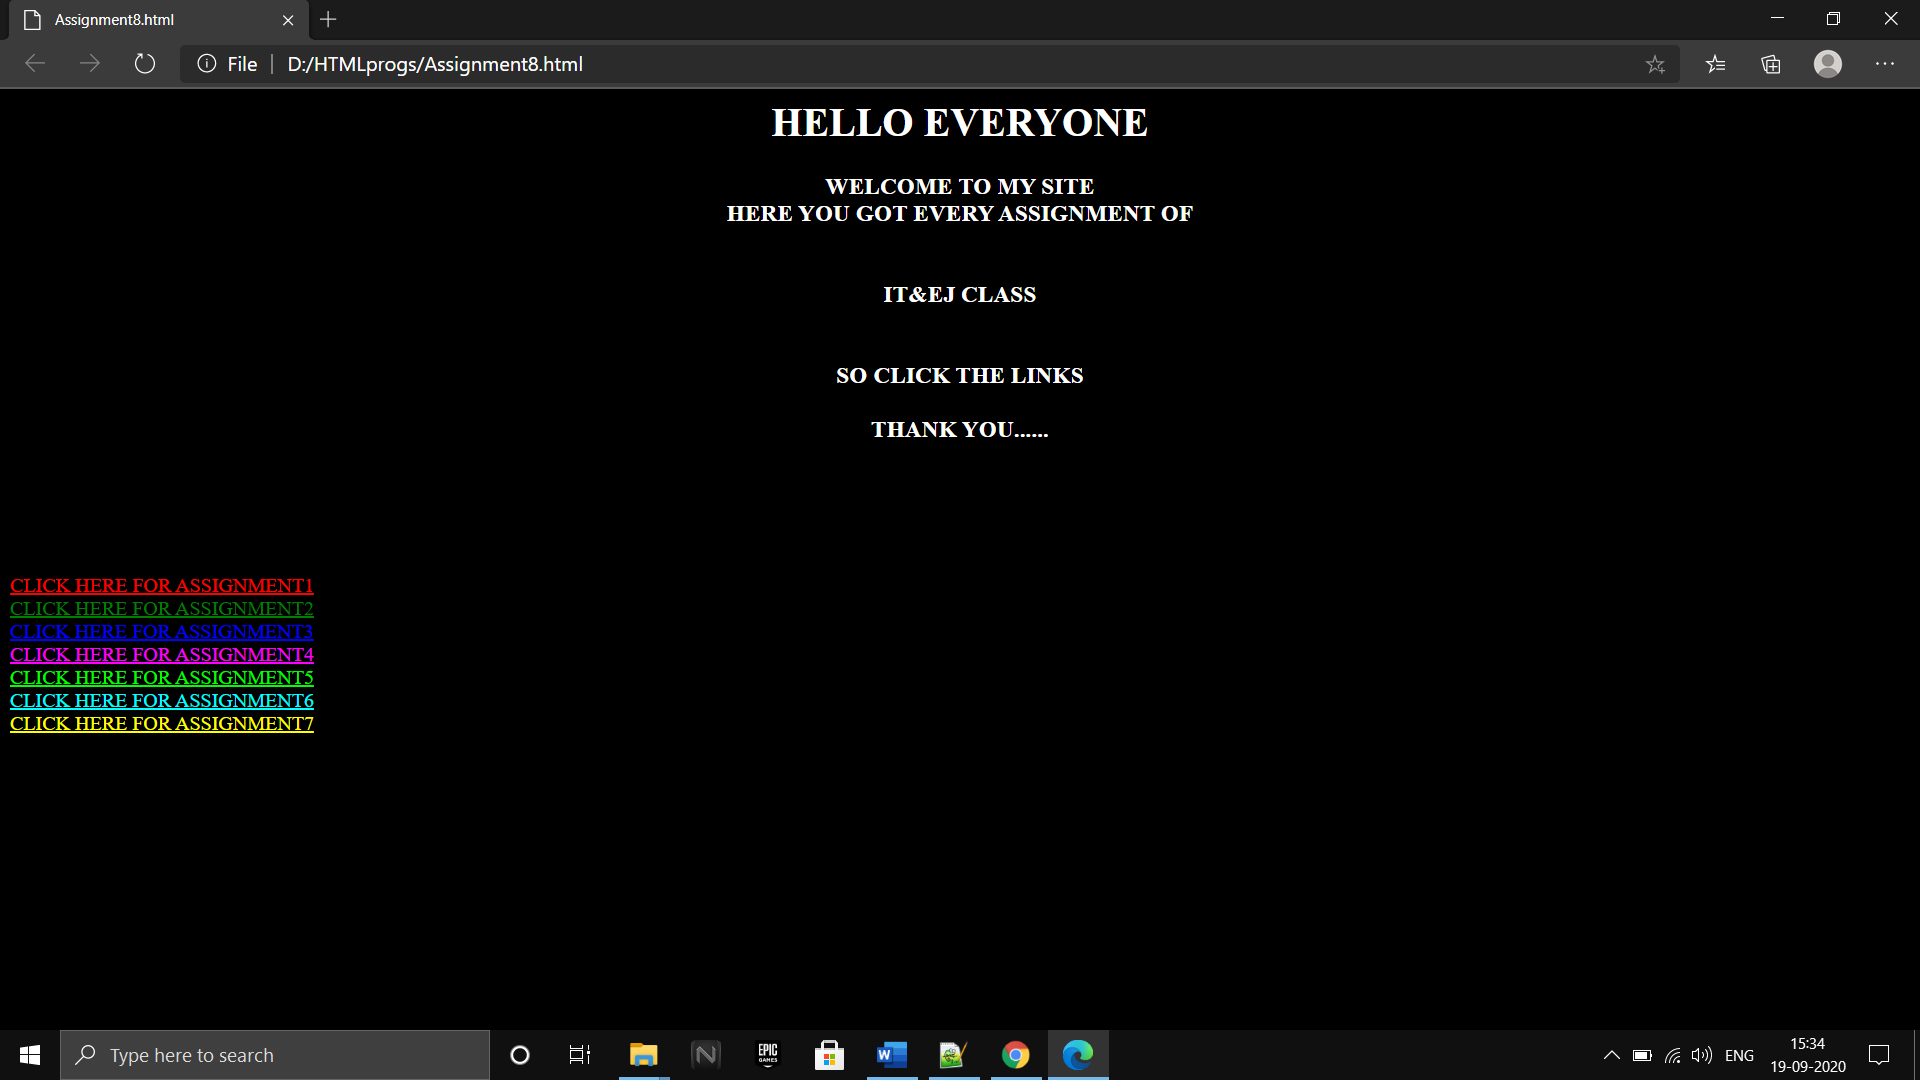 Assignment8.html
File | D:/HTMLprogs/Assignment8.html
HELLO EVERYONE
WELCOME TO MY SITE
HERE YOU GOT EVERY ASSIGNMENT OF
IT&EJ CLASS
SO CLICK THE LINKS
THANK YOU......
CLICK HERE FOR ASSIGNMENT1
CLICK HERE FOR ASSIGNMENT2
CLICK HERE FOR ASSIGNMENT3
CLICK HERE FOR ASSIGNMENT4
CLICK HERE FOR ASSIGNMENT5
CLICK HERE FOR ASSIGNMENT6
CLICK HERE FOR ASSIGNMENT7
Type here to search
N
EPIC
GAMES
W
ENG
15:34
19-09-2020